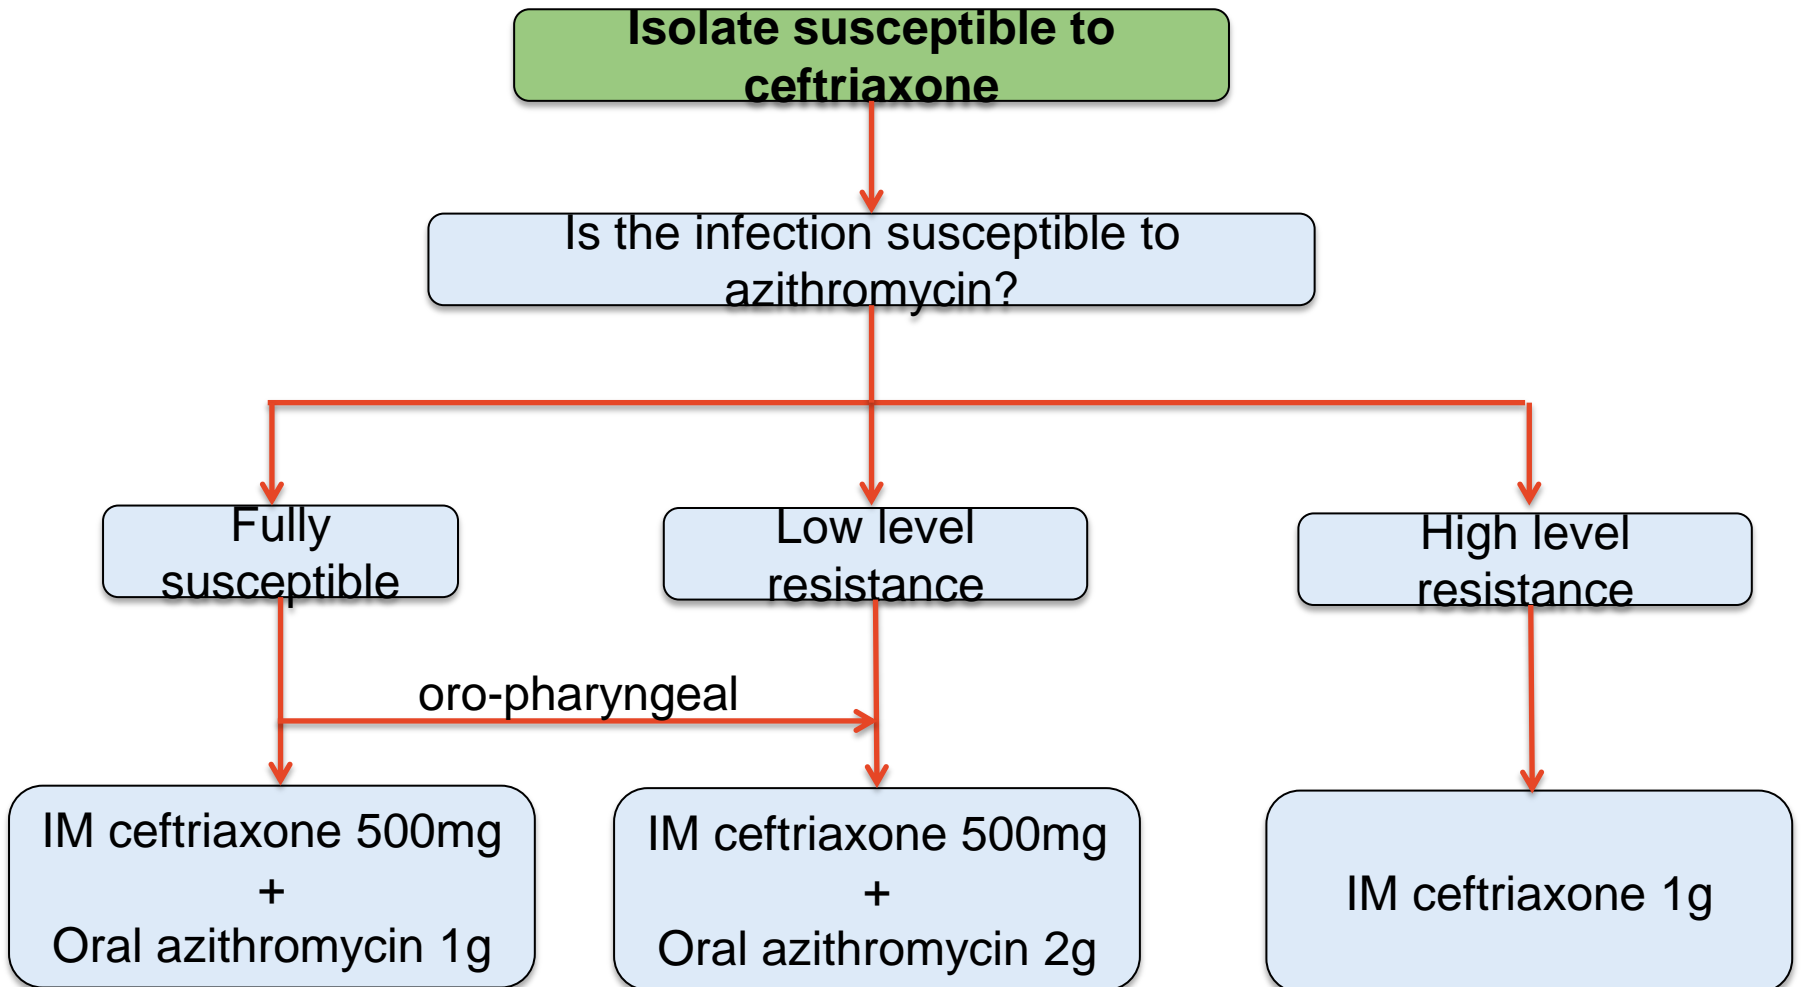 Isolate susceptible to
ceftriaxone
Is the infection susceptible to
azithromycin?
Fully
susceptible
Low level
resistance
High level
resistance
oro-pharyngeal
IM ceftriaxone 500mg
+
Oral azithromycin 1g
IM ceftriaxone 500mg
+
Oral azithromycin 2g
IM ceftriaxone 1g